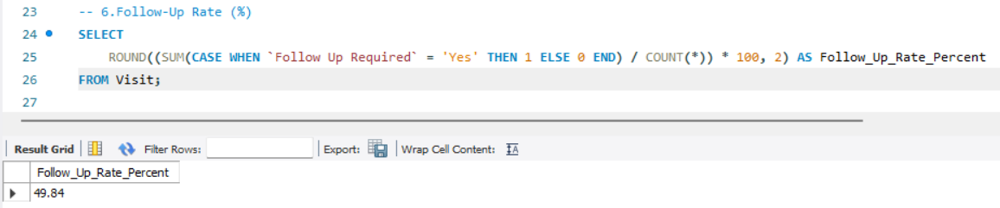 23 -- 6.Follow-Up Rate (%)
24 SELECT
25 ROUND((SUM(CASE WHEN `Follow Up Required` = 'Yes' THEN 1 ELSE 0 END) / COUNT(*)) * 100, 2) AS Follow_Up_Rate_Percent
26 FROM Visit;
27
Result Grid Filter Rows: Export: Wrap Cell Content: IA
Follow_Up_Rate_Percent
49.84